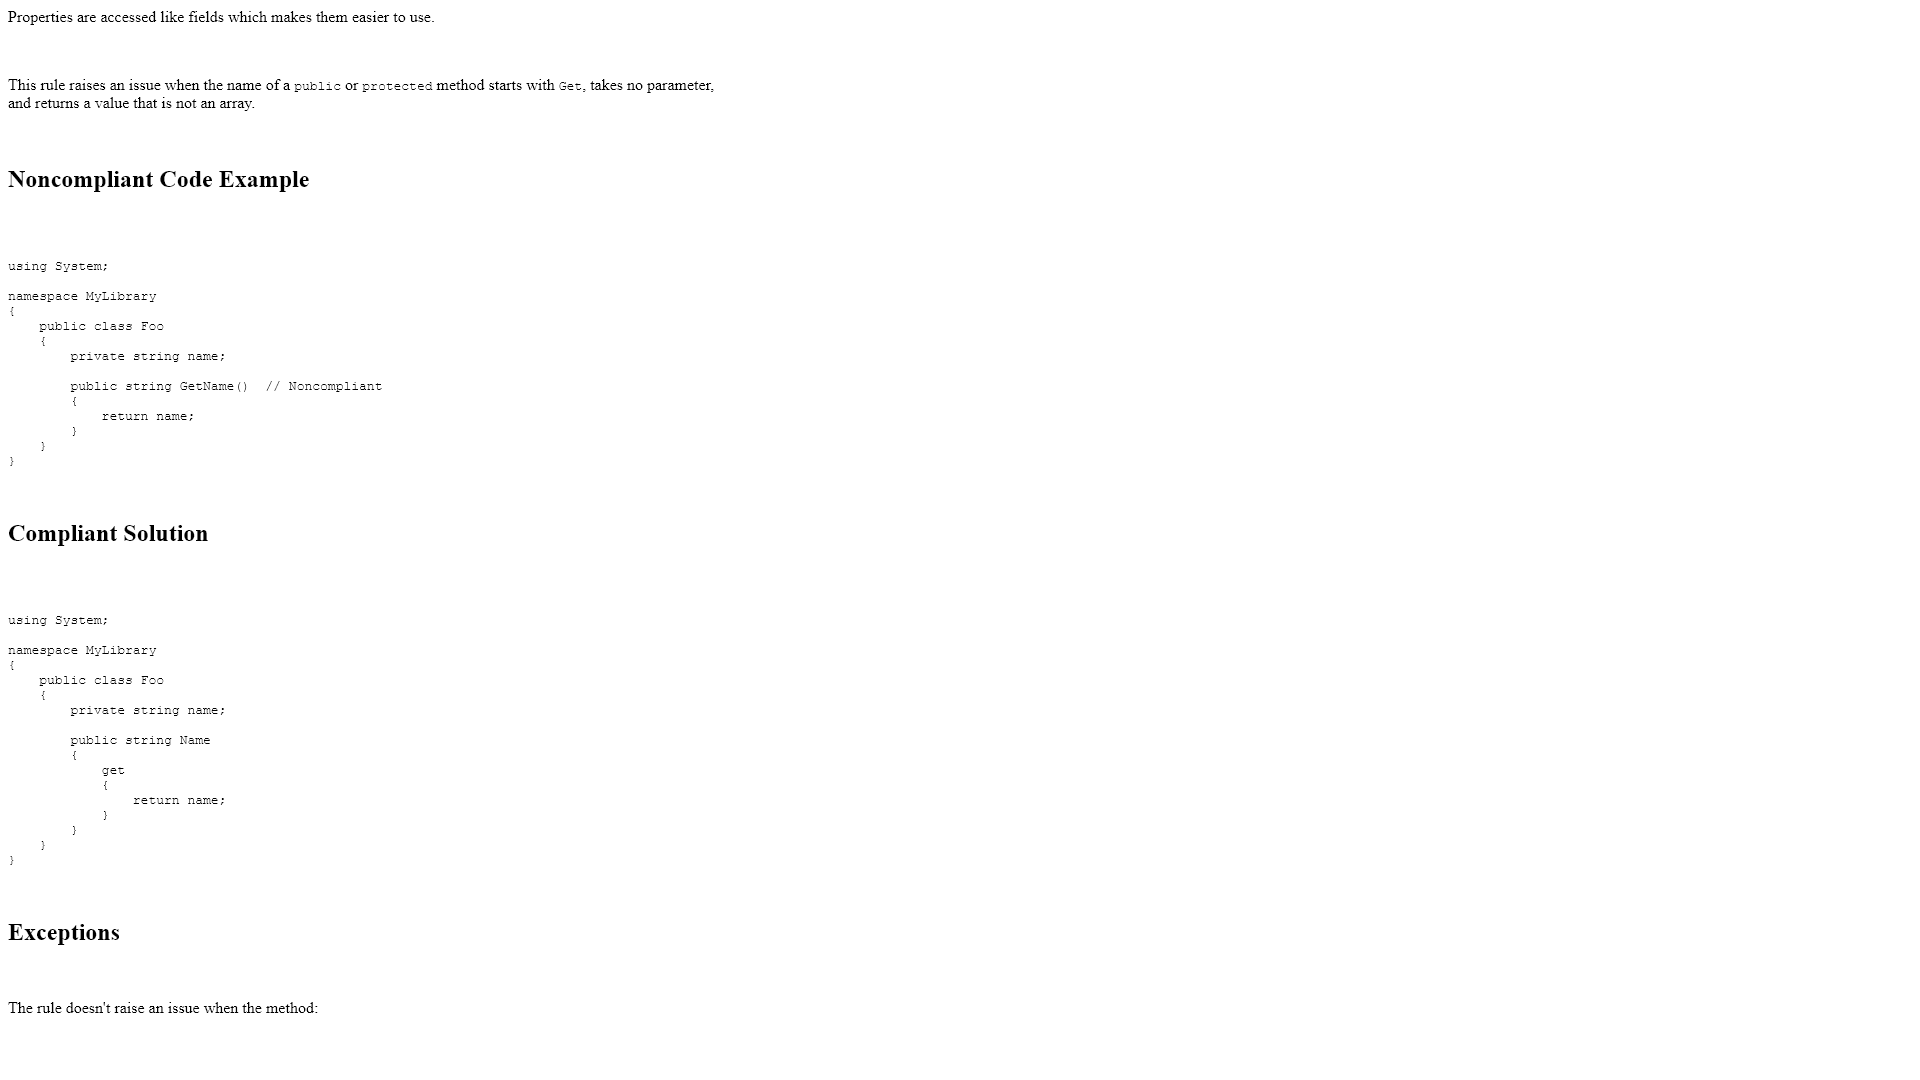 Properties are accessed like fields which makes them easier to use.
This rule raises an issue when the name of a public or protected method starts with Get, takes no parameter,
and returns a value that is not an array.
Noncompliant Code Example
using System;
namespace MyLibrary
{
    public class Foo
    {
        private string name;
        public string GetName()  // Noncompliant
        {
            return name;
        }
    }
}
Compliant Solution
using System;
namespace MyLibrary
{
    public class Foo
    {
        private string name;
        public string Name
        {
            get
            {
                return name;
            }
        }
    }
}
Exceptions
The rule doesn't raise an issue when the method: